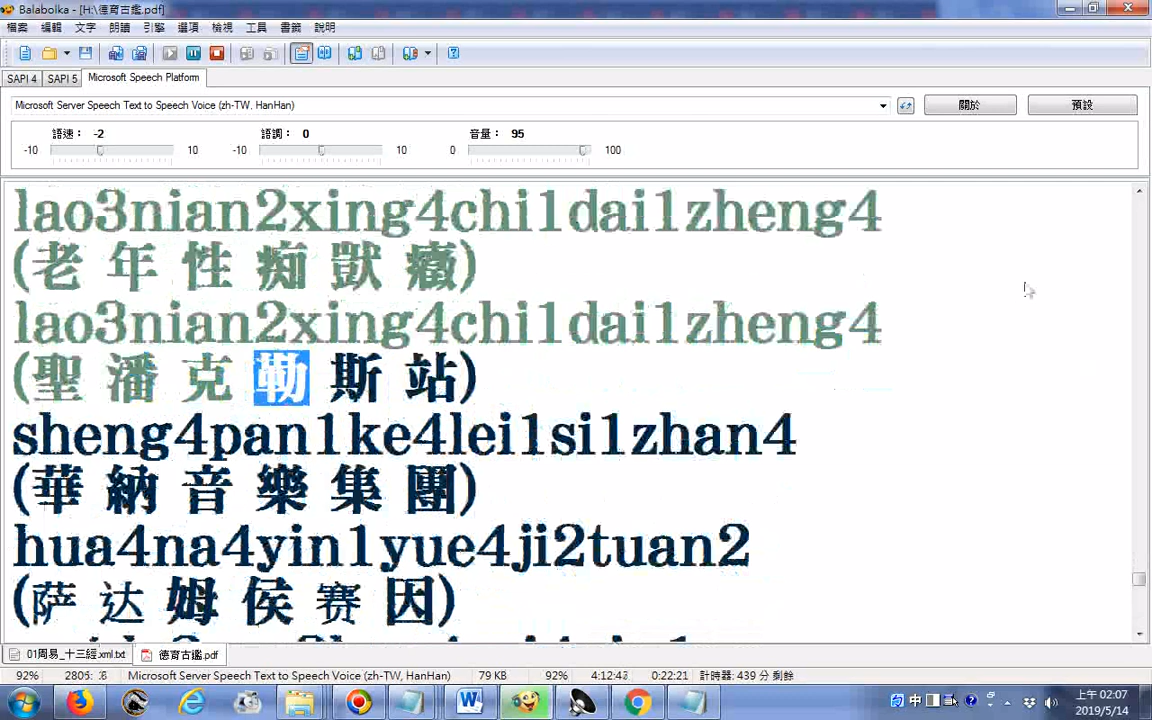 Balabolka - [H:\德育古鑑.pdf]
檔案 編輯 文字 朗讀 引擎 選項 檢視 工具 書籤 說明
SAPI 4 SAPI 5 Microsoft Speech Platform
Microsoft Server Speech Text to Speech Voice (zh-TW, HanHan) 關於 預設
語速： -2 語調： 0 音量： 95
-10 10 -10 10 0 100
lao3nian2xing4chi1dai1zheng4
(老年性痴獃癥)
lao3nian2xing4chi1dai1zheng4
(聖潘克勒斯站)
sheng4pan1ke4lei1si1zhan4
(華納音樂集團)
hua4na4yin1yue4ji2tuan2
(萨达姆侯赛因)
01周易_十三經.xml.txt 德育古鑑.pdf
92% Microsoft Server Speech Text to Speech Voice (zh-TW, HanHan) 79 KB 92% 4:12:43 0:22:21 計時器: 439 分 剩餘
中 上午 02:07
2019/5/14